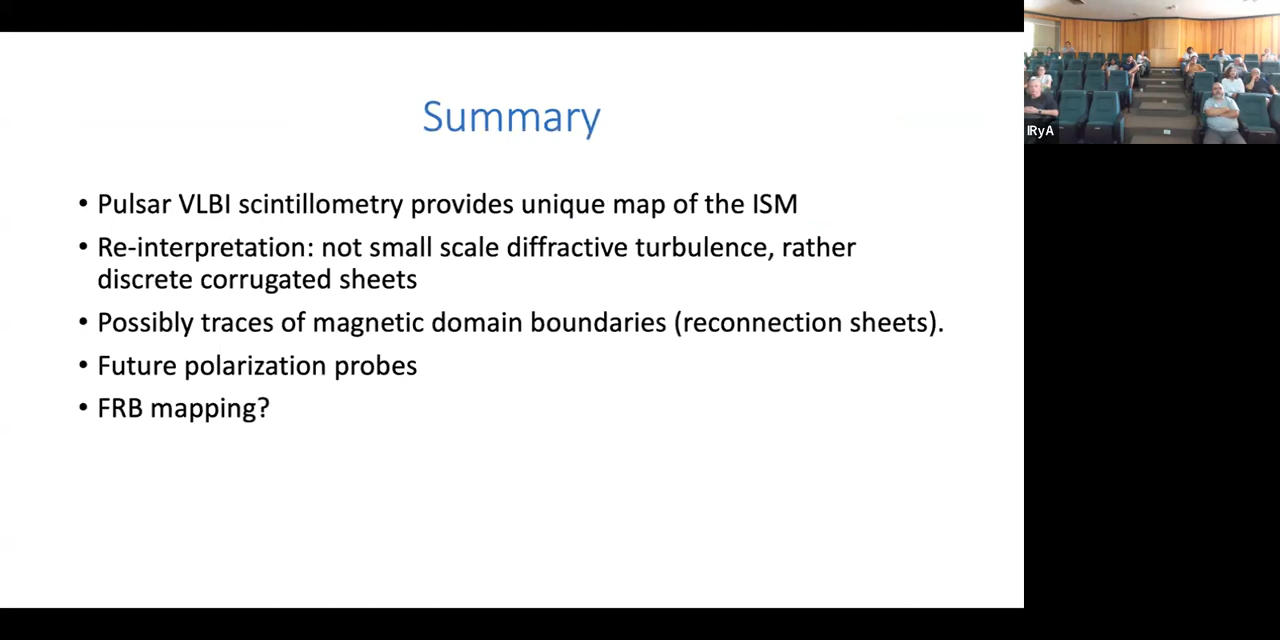 Summary
• Pulsar VLBI scintillometry provides unique map of the ISM
• Re-interpretation: not small scale diffractive turbulence, rather
discrete corrugated sheets
• Possibly traces of magnetic domain boundaries (reconnection sheets).
• Future polarization probes
• FRB mapping?
IRyA